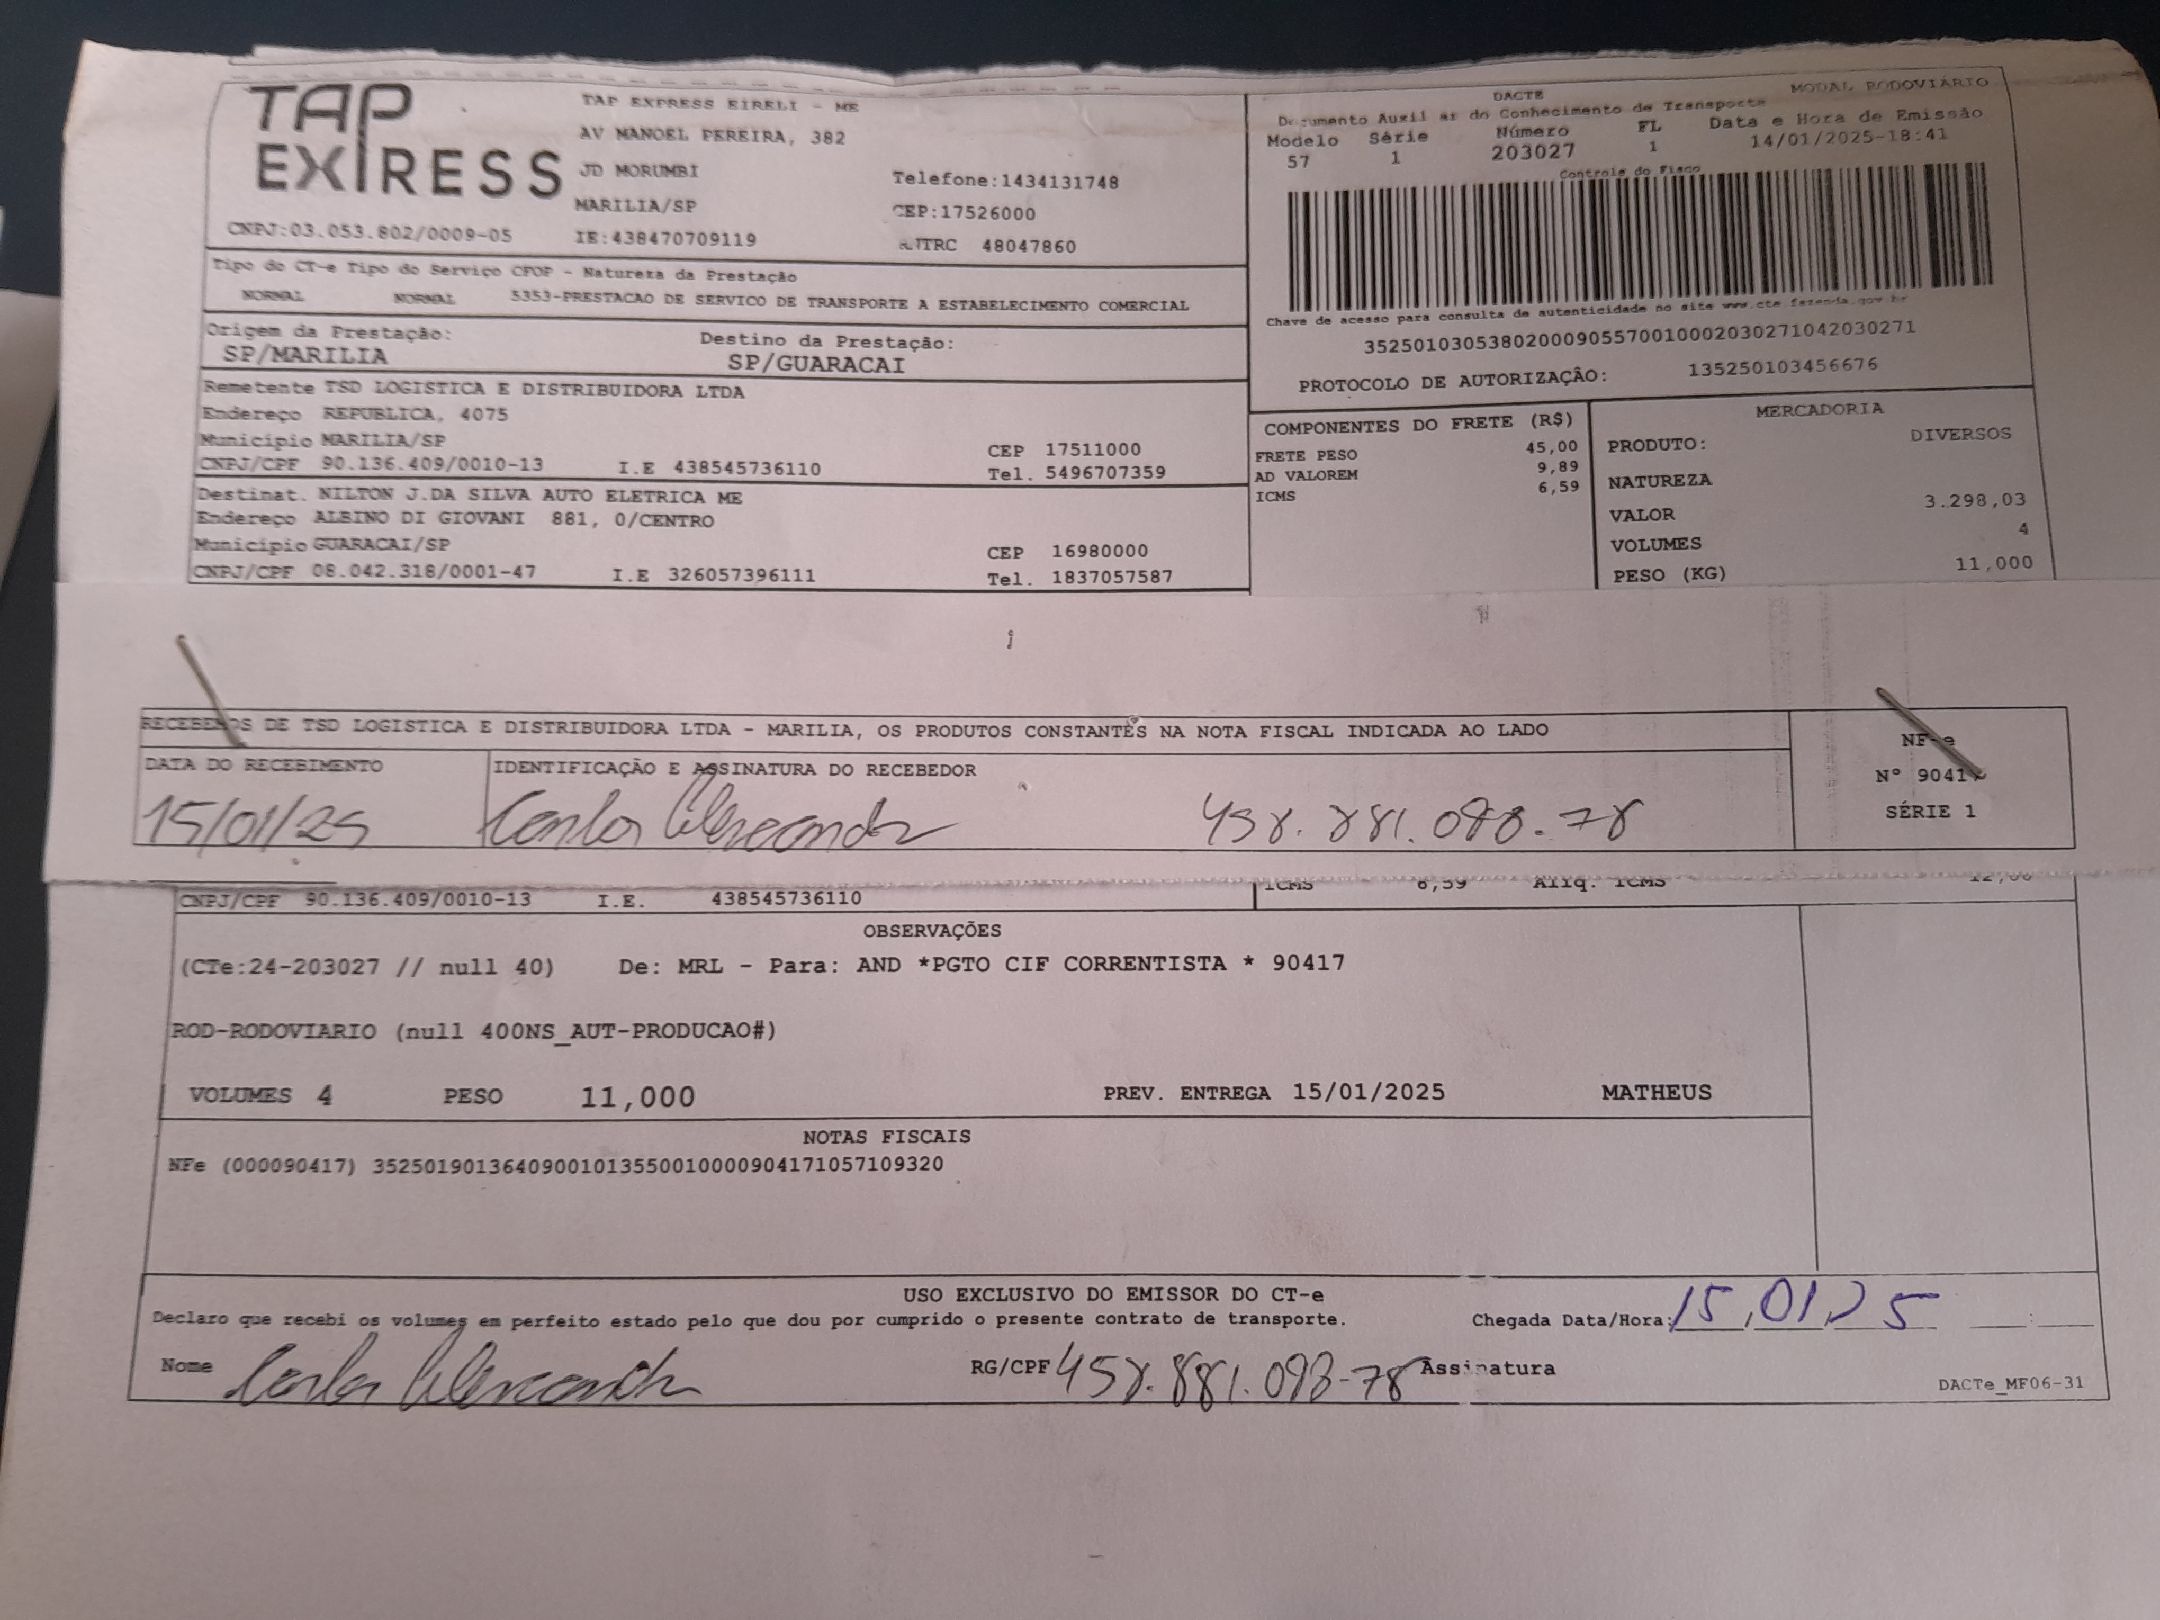 TAP EXPRESS
TAP EXPRESS EIRELI - ME
AV MANOEL PEREIRA, 382
JD MORUMBI
Telefone:1434131748
MARILIA/SP
CEP:17526000
CNPJ:03.053.802/0009-05 IE:438470709119 48047860
DACTE MODAL RODOVIÁRIO
Documento Auxiliar do Conhecimento de Transporte
Modelo Série Número FL Data e Hora de Emissão
57 1 203027 1 14/01/2025-18:41
Controle do Fisco
Chave de acesso para consulta de autenticidade no site www.cte.fazenda.gov.br
35250103053802000905570010002030271042030271
PROTOCOLO DE AUTORIZAÇÃO: 135250103456676
Tipo do CT-e Tipo do Serviço CFOP - Natureza da Prestação
NORMAL NORMAL 5353-PRESTACAO DE SERVICO DE TRANSPORTE A ESTABELECIMENTO COMERCIAL
Origem da Prestação: Destino da Prestação:
SP/MARILIA SP/GUARACAI
Remetente TSD LOGISTICA E DISTRIBUIDORA LTDA
Endereço REPUBLICA, 4075
Município MARILIA/SP CEP 17511000
CNPJ/CPF 90.136.409/0010-13 I.E 438545736110 Tel. 5496707359
Destinat. NILTON J.DA SILVA AUTO ELETRICA ME
Endereço ALBINO DI GIOVANI 881, 0/CENTRO
Município GUARACAI/SP CEP 16980000
CNPJ/CPF 08.042.318/0001-47 I.E 326057396111 Tel. 1837057587
COMPONENTES DO FRETE (R$)
FRETE PESO 45,00
AD VALOREM 9,89
ICMS 6,59
MERCADORIA
PRODUTO: DIVERSOS
NATUREZA
VALOR 3.298,03
VOLUMES 4
PESO (KG) 11,000
RECEBEMOS DE TSD LOGISTICA E DISTRIBUIDORA LTDA - MARILIA, OS PRODUTOS CONSTANTES NA NOTA FISCAL INDICADA AO LADO
DATA DO RECEBIMENTO IDENTIFICAÇÃO E ASSINATURA DO RECEBEDOR
15/01/25
NF-e
Nº 90417
SÉRIE 1
CNPJ/CPF 90.136.409/0010-13 I.E. 438545736110
ICMS 6,59 Alíq. ICMS 12,00
OBSERVAÇÕES
(CTe:24-203027 // null 40) De: MRL - Para: AND *PGTO CIF CORRENTISTA * 90417
ROD-RODOVIARIO (null 400NS_AUT-PRODUCAO#)
VOLUMES 4 PESO 11,000 PREV. ENTREGA 15/01/2025 MATHEUS
NOTAS FISCAIS
NFe (000090417) 35250190136409001013550010000904171057109320
USO EXCLUSIVO DO EMISSOR DO CT-e
Declaro que recebi os volumes em perfeito estado pelo que dou por cumprido o presente contrato de transporte.
Chegada Data/Hora: 15,01,25
Nome RG/CPF 458.881.098-78 Assinatura
DACTe_MF06-31